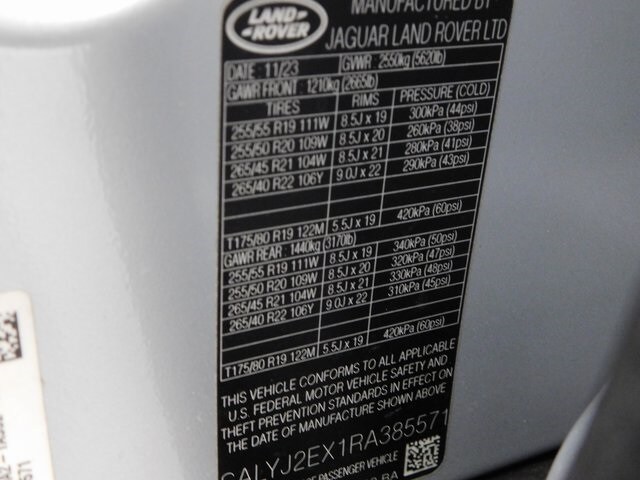 LAND-
-ROVER
MANUFACTURED BY
JAGUAR LAND ROVER LTD
DATE: 11/23 GVWR: 2550kg (5620lb)
GAWR FRONT: 1210kg (2665lb)
TIRES RIMS PRESSURE (COLD)
255/55 R19 111W 8.5J x 19 300kPa (44psi)
255/50 R20 109W 8.5J x 20 260kPa (38psi)
265/45 R21 104W 8.5J x 21 280kPa (41psi)
265/40 R22 106Y 9.0J x 22 290kPa (43psi)
T175/80 R19 122M 5.5J x 19 420kPa (60psi)
GAWR REAR: 1440kg (3170lb)
255/55 R19 111W 8.5J x 19 340kPa (50psi)
255/50 R20 109W 8.5J x 20 320kPa (47psi)
265/45 R21 104W 8.5J x 21 330kPa (48psi)
265/40 R22 106Y 9.0J x 22 310kPa (45psi)
T175/80 R19 122M 5.5J x 19 420kPa (60psi)
THIS VEHICLE CONFORMS TO ALL APPLICABLE
U.S. FEDERAL MOTOR VEHICLE SAFETY AND
THEFT PREVENTION STANDARDS IN EFFECT ON
THE DATE OF MANUFACTURE SHOWN ABOVE
SALYJ2EX1RA385571
PASSENGER VEHICLE